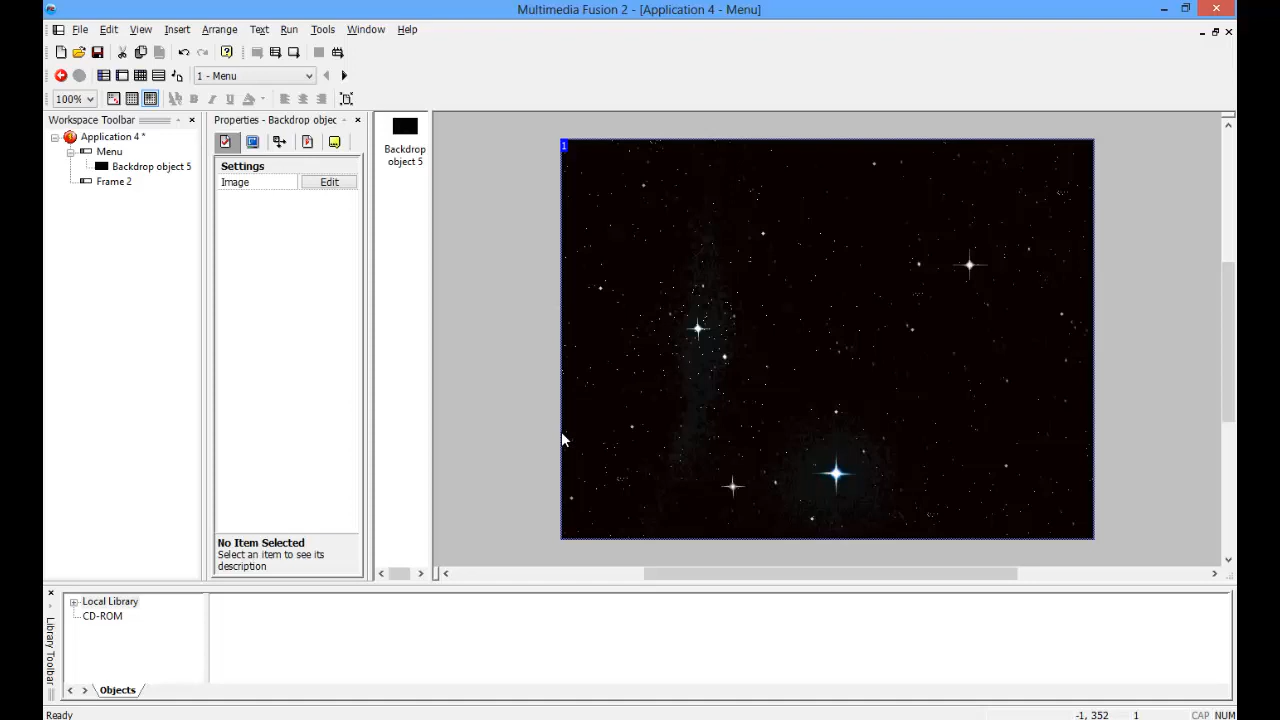 Multimedia Fusion 2 - [Application 4 - Menu]
File Edit View Insert Arrange Text Run Tools Window Help
1 - Menu
100% B I U A
Workspace Toolbar
Properties - Backdrop objec
Application 4 *
Menu
Backdrop object 5
Frame 2
Settings
Image Edit
Backdrop
object 5
1
No Item Selected
Select an item to see its
description
Library Toolbar
Local Library
CD-ROM
Objects
Ready
-1, 352 1 CAP NUM